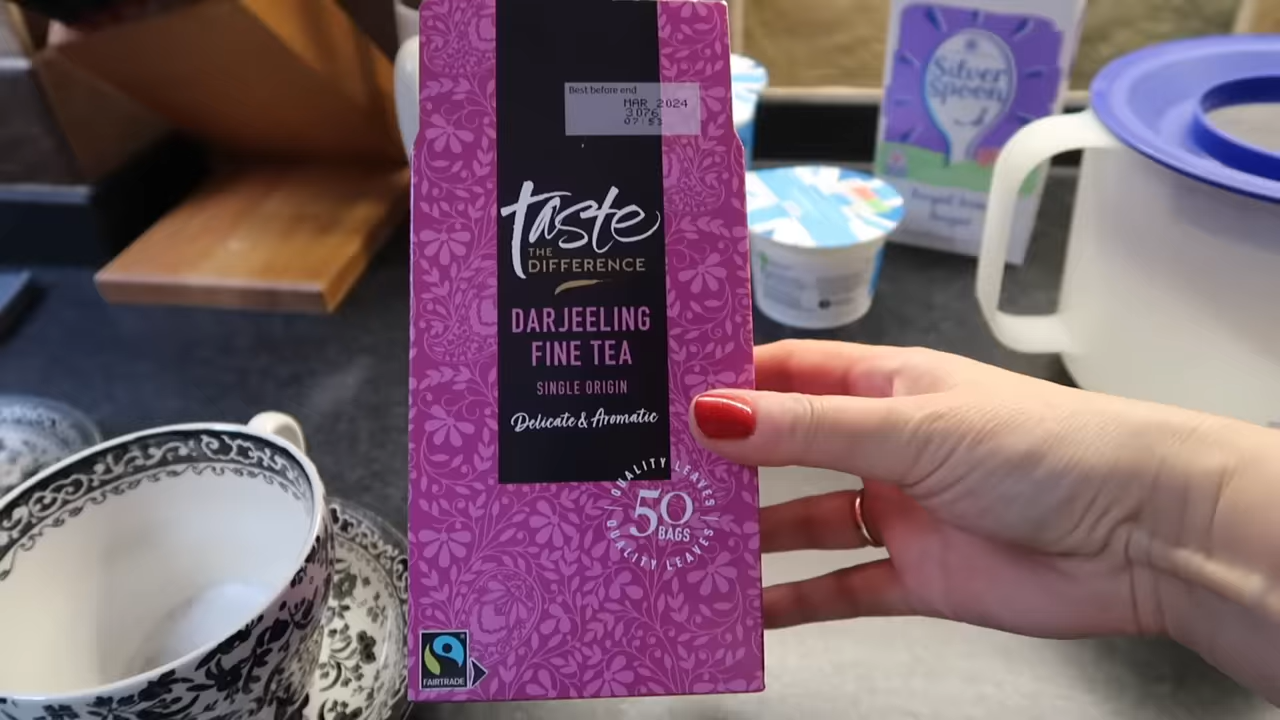 Best before end
MAR 2024
3076
07:53
taste
THE
DIFFERENCE
DARJEELING
FINE TEA
SINGLE ORIGIN
Delicate & Aromatic
QUALITY LEAVES
50
BAGS
QUALITY LEAVES
FAIRTRADE
Silver
Spoon